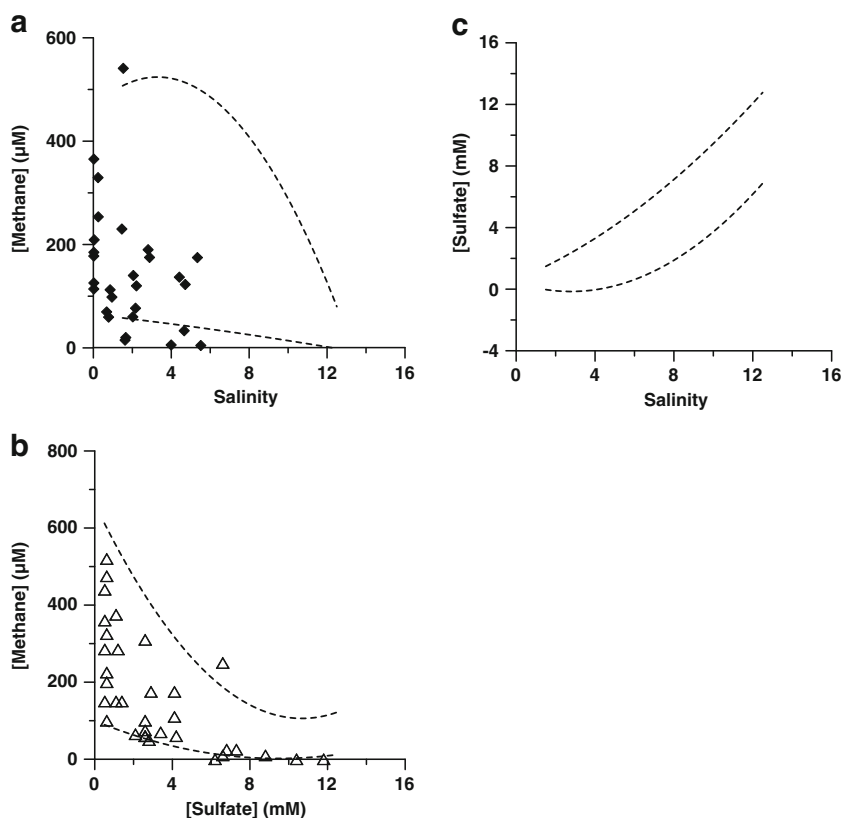 a
600
400
200
0
[Methane] (µM)
0 4 8 12 16
Salinity
c
16
12
8
4
0
-4
[Sulfate] (mM)
0 4 8 12 16
Salinity
b
800
600
400
200
0
[Methane] (µM)
0 4 8 12 16
[Sulfate] (mM)